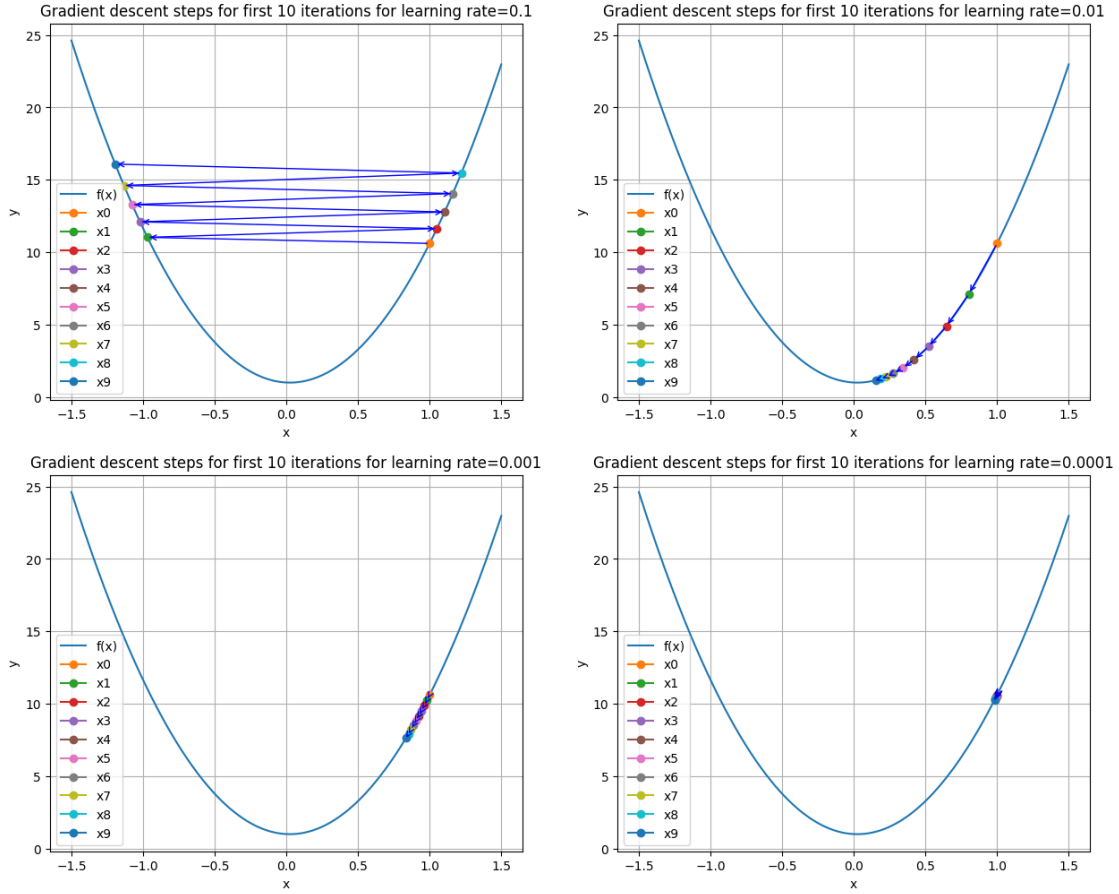 Gradient descent steps for first 10 iterations for learning rate=0.1
25
20
15
10
5
0
y
f(x)
x0
x1
x2
x3
x4
x5
x6
x7
x8
x9
−1.5 −1.0 −0.5 0.0 0.5 1.0 1.5
x
Gradient descent steps for first 10 iterations for learning rate=0.01
25
20
15
10
5
0
y
f(x)
x0
x1
x2
x3
x4
x5
x6
x7
x8
x9
−1.5 −1.0 −0.5 0.0 0.5 1.0 1.5
x
Gradient descent steps for first 10 iterations for learning rate=0.001
25
20
15
10
5
0
y
f(x)
x0
x1
x2
x3
x4
x5
x6
x7
x8
x9
−1.5 −1.0 −0.5 0.0 0.5 1.0 1.5
x
Gradient descent steps for first 10 iterations for learning rate=0.0001
25
20
15
10
5
0
y
f(x)
x0
x1
x2
x3
x4
x5
x6
x7
x8
x9
−1.5 −1.0 −0.5 0.0 0.5 1.0 1.5
x